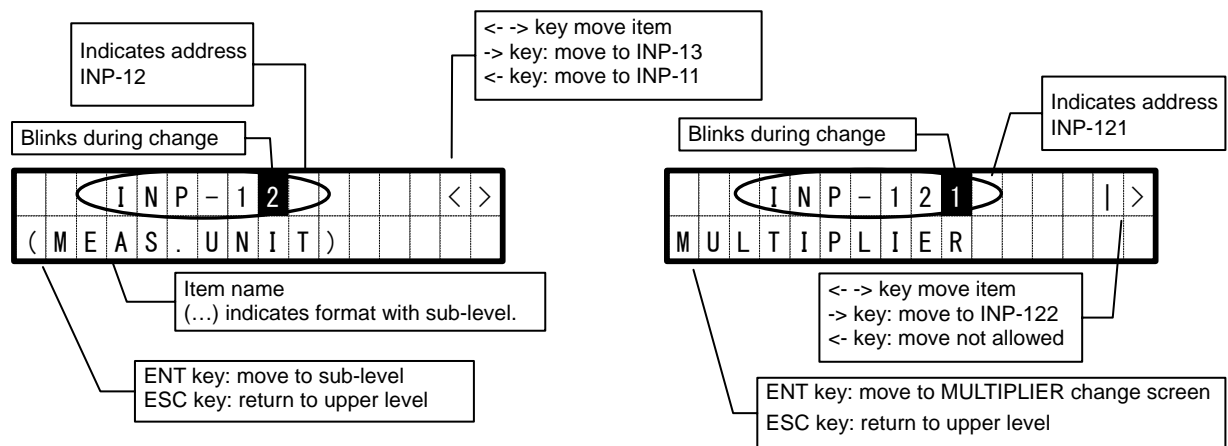 Indicates address
INP-12
<- -> key move item
-> key: move to INP-13
<- key: move to INP-11
Blinks during change
INP-12 <>
(MEAS.UNIT)
Item name
(…) indicates format with sub-level.
ENT key: move to sub-level
ESC key: return to upper level
Indicates address
INP-121
Blinks during change
INP-121 |>
MULTIPLIER
<- -> key move item
-> key: move to INP-122
<- key: move not allowed
ENT key: move to MULTIPLIER change screen
ESC key: return to upper level